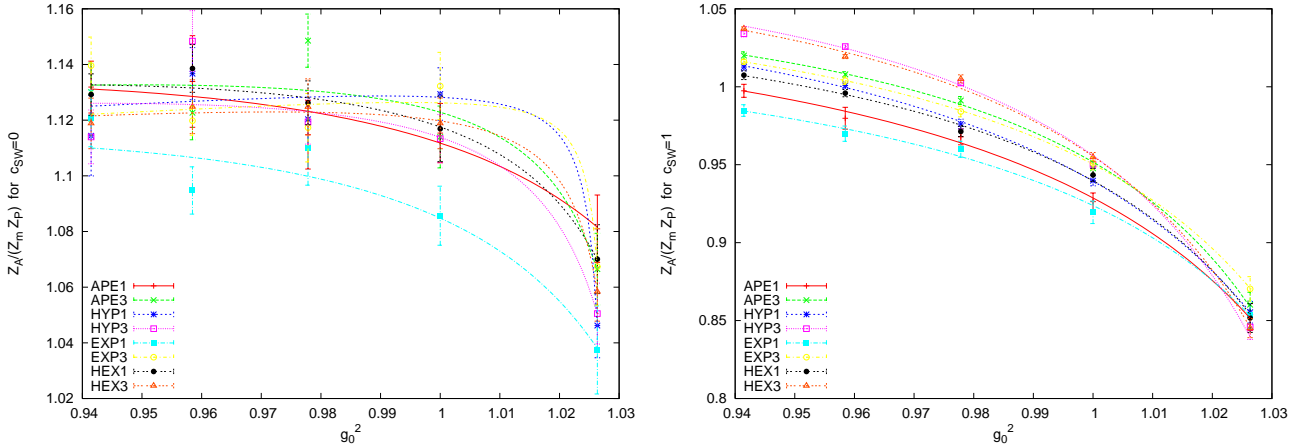 Z_A/(Z_m Z_P) for c_SW=0
1.16
1.14
1.12
1.1
1.08
1.06
1.04
1.02
APE1
APE3
HYP1
HYP3
EXP1
EXP3
HEX1
HEX3
0.94 0.95 0.96 0.97 0.98 0.99 1 1.01 1.02 1.03
g_0^2
Z_A/(Z_m Z_P) for c_SW=1
1.05
1
0.95
0.9
0.85
0.8
APE1
APE3
HYP1
HYP3
EXP1
EXP3
HEX1
HEX3
0.94 0.95 0.96 0.97 0.98 0.99 1 1.01 1.02 1.03
g_0^2